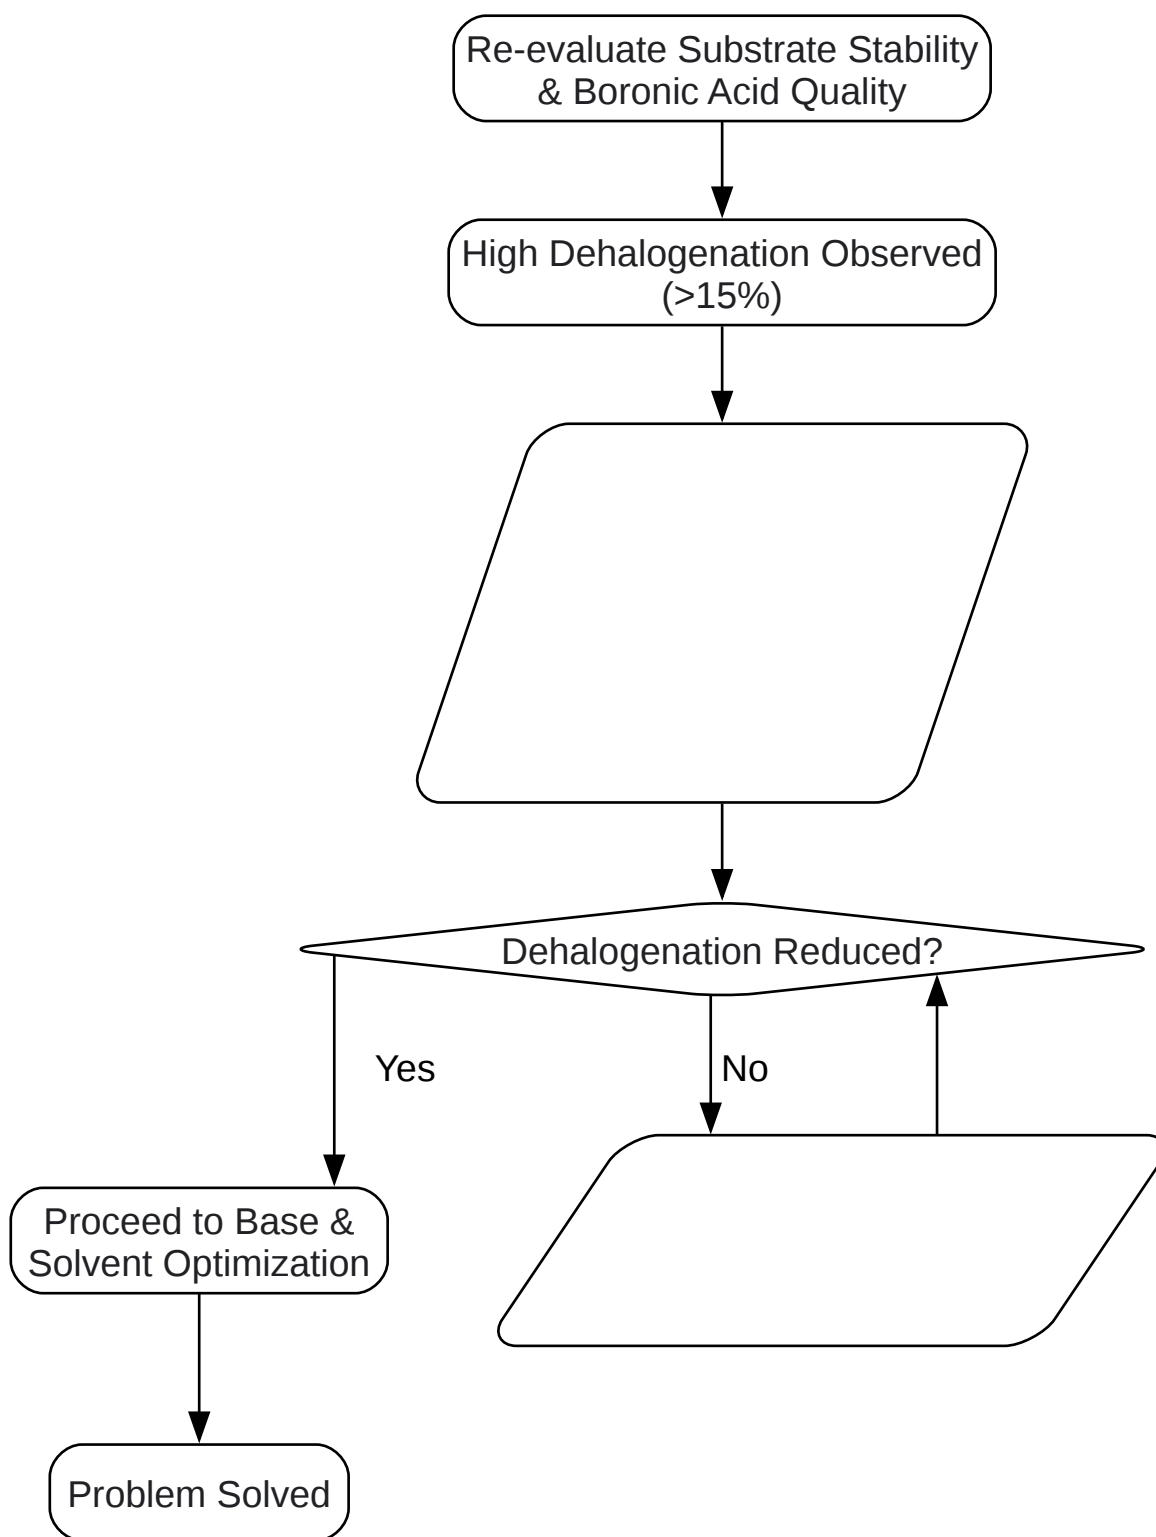 Re-evaluate Substrate Stability
& Boronic Acid Quality
High Dehalogenation Observed
(>15%)
Dehalogenation Reduced?
Yes
No
Proceed to Base &
Solvent Optimization
Problem Solved